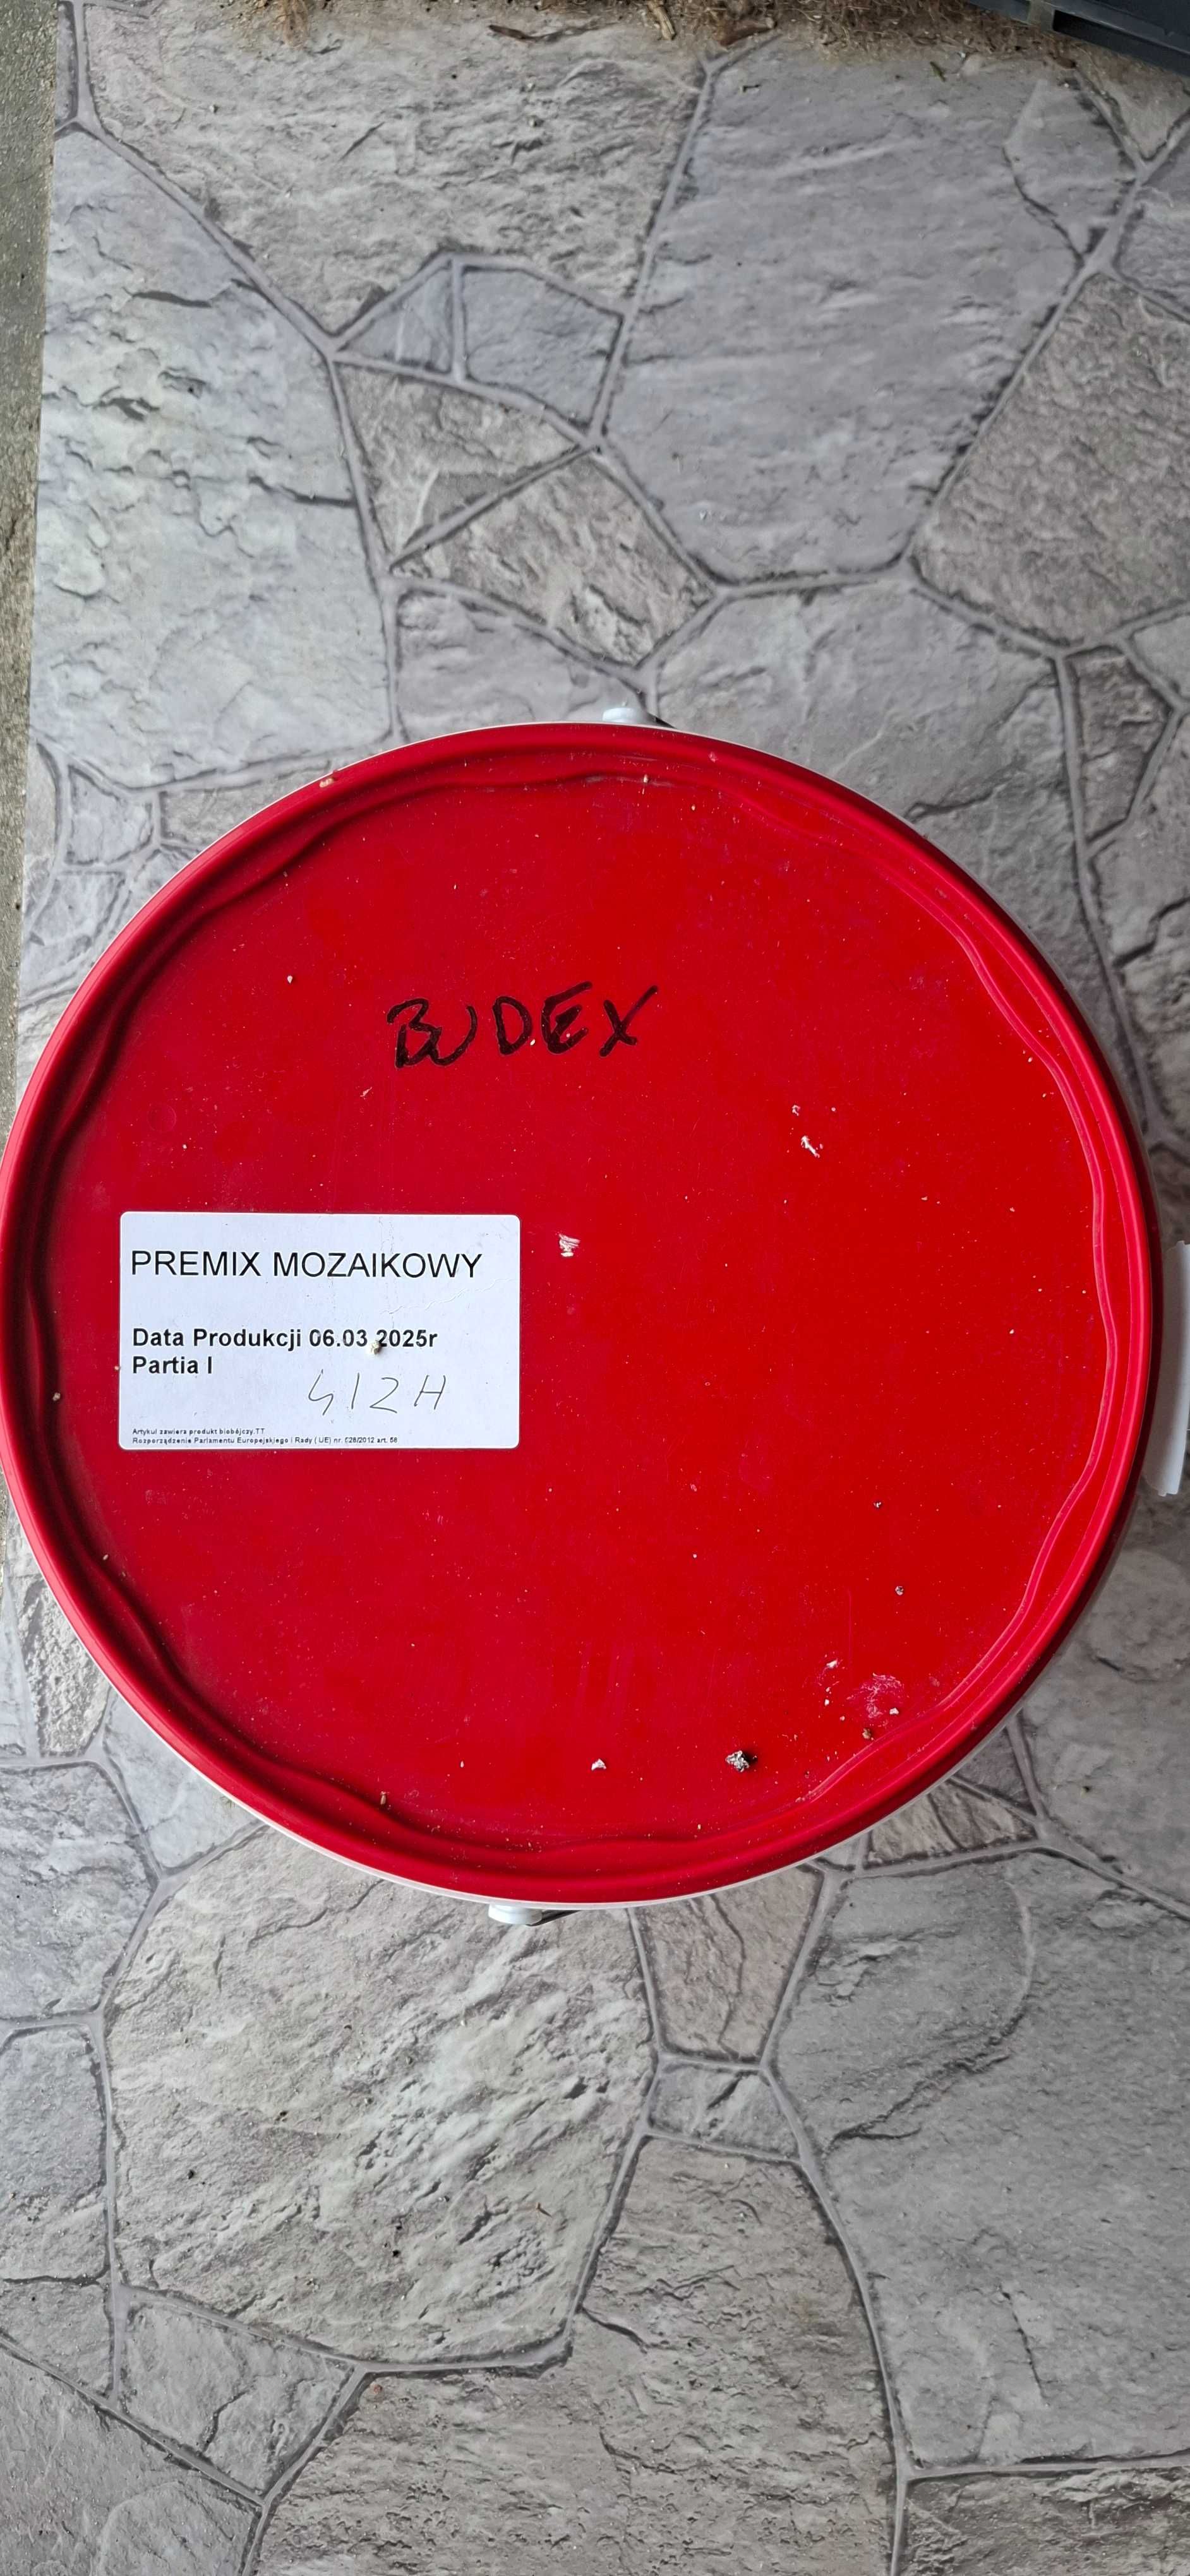 BUDEX
PREMIX MOZAIKOWY
Data Produkcji 06.03 2025r
Partia I
412H
Artykuł zawiera produkt biobójczy.TT
Rozporządzenie Parlamentu Europejskiego i Rady ( UE) nr. 528/2012 art. 58